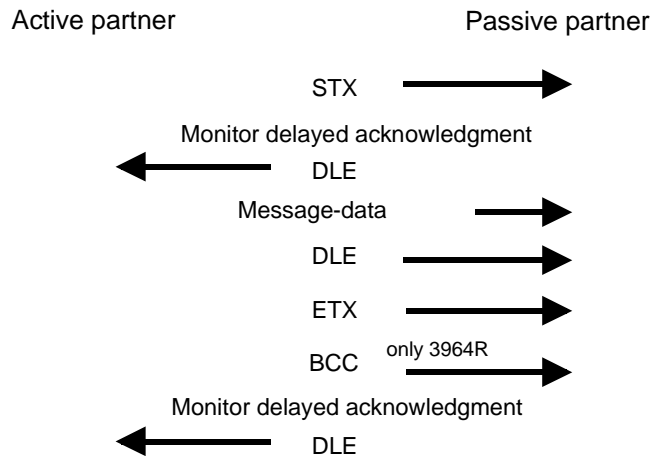 Active partner
Passive partner
STX
Monitor delayed acknowledgment
DLE
Message-data
DLE
ETX
BCC
only 3964R
Monitor delayed acknowledgment
DLE